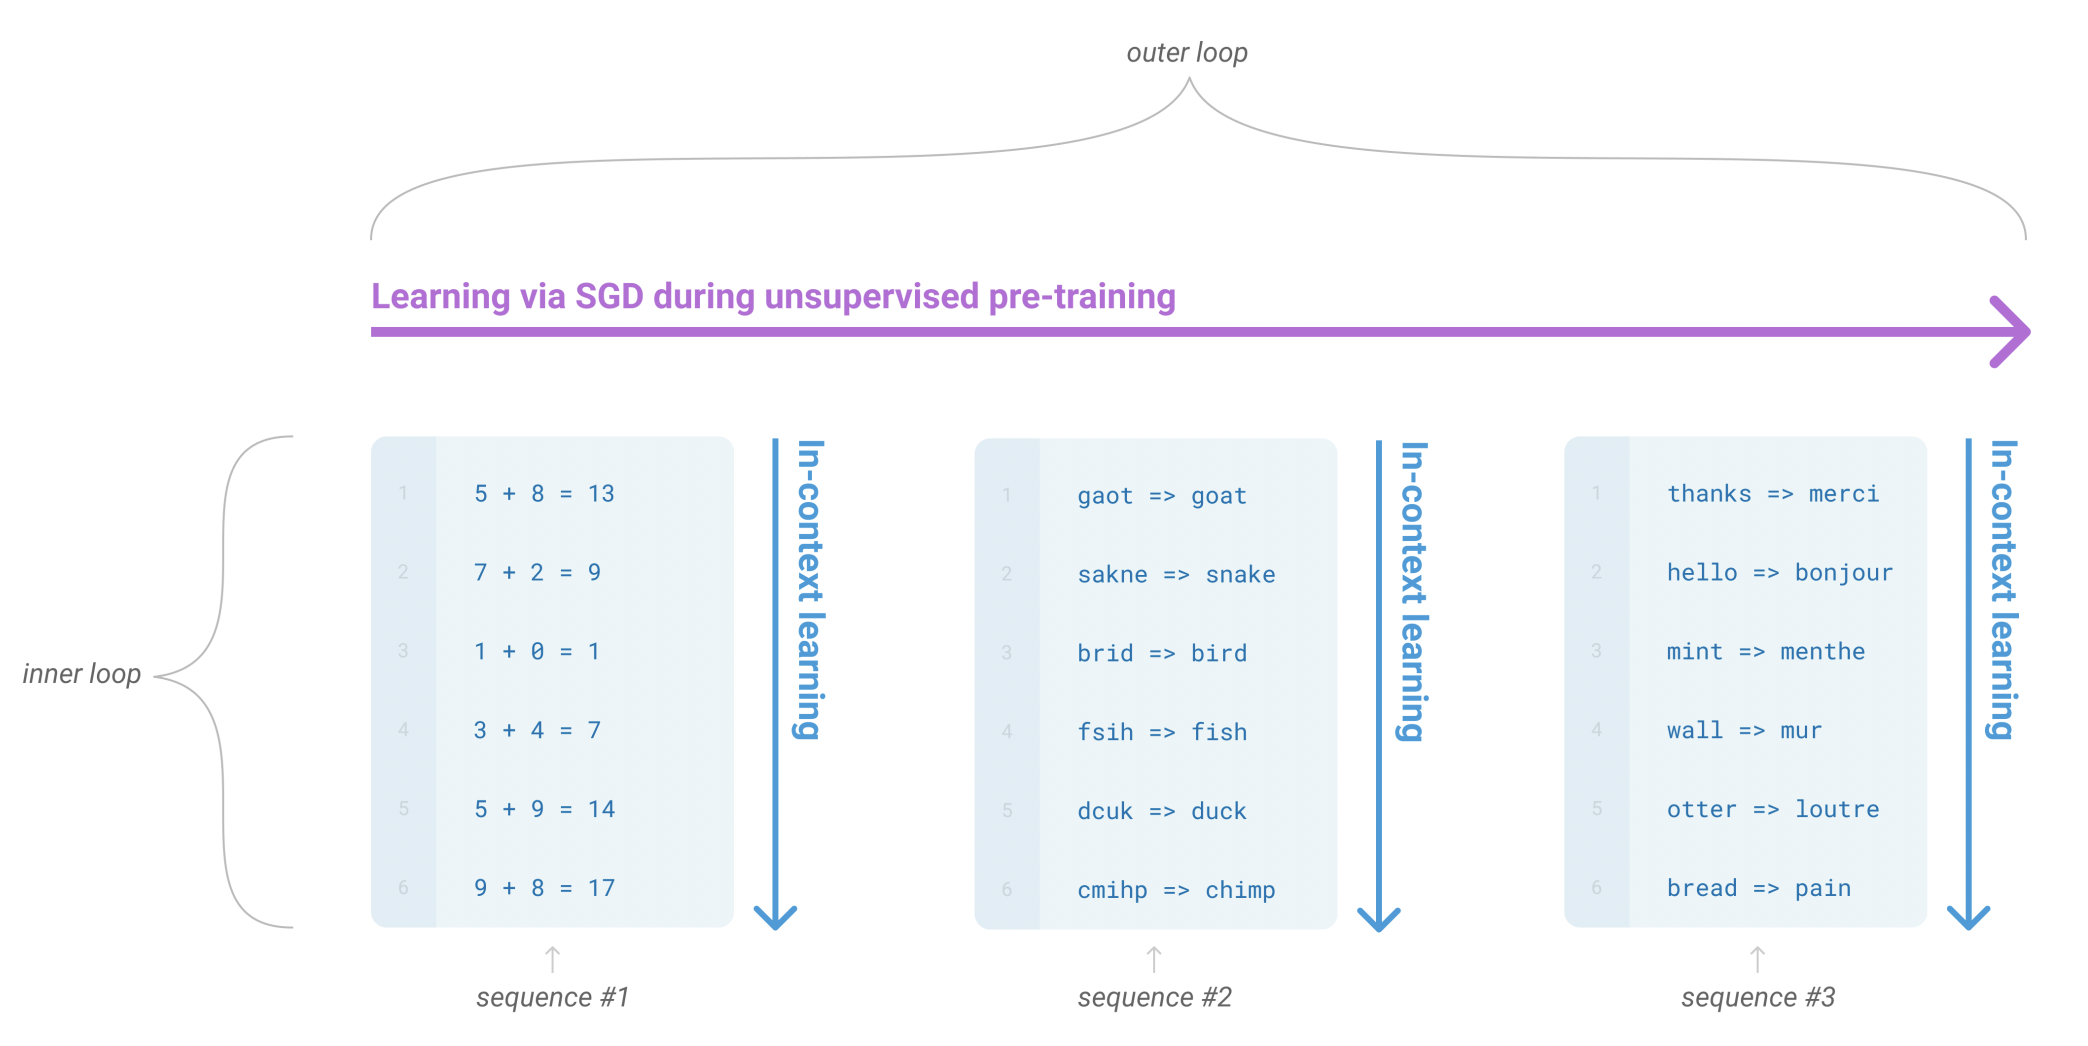 outer loop
Learning via SGD during unsupervised pre-training
inner loop
1 5 + 8 = 13
2 7 + 2 = 9
3 1 + 0 = 1
4 3 + 4 = 7
5 5 + 9 = 14
6 9 + 8 = 17
In-context learning
sequence #1
1 gaot => goat
2 sakne => snake
3 brid => bird
4 fsih => fish
5 dcuk => duck
6 cmihp => chimp
In-context learning
sequence #2
1 thanks => merci
2 hello => bonjour
3 mint => menthe
4 wall => mur
5 otter => loutre
6 bread => pain
In-context learning
sequence #3